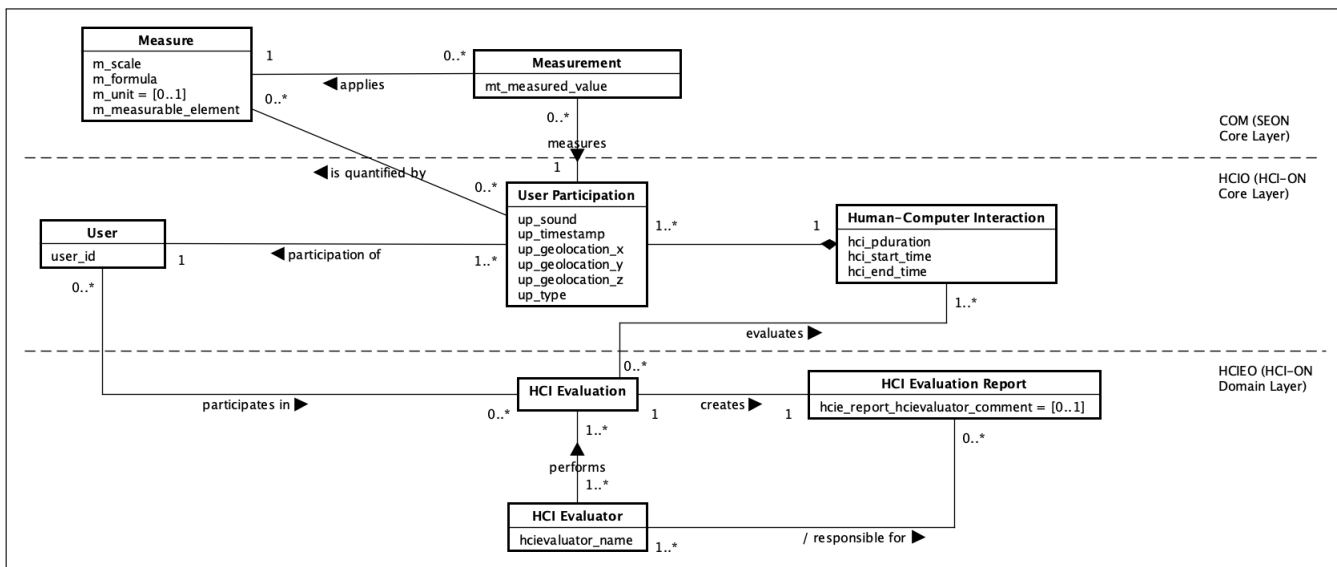 Measure
m_scale
m_formula
m_unit = [0..1]
m_measurable_element
1
0..*
applies
0..*
Measurement
mt_measured_value
0..*
measures
1
COM (SEON
Core Layer)
is quantified by
0..*
HCIO (HCI-ON
Core Layer)
User
user_id
1
participation of
1..*
0..*
User Participation
up_sound
up_timestamp
up_geolocation_x
up_geolocation_y
up_geolocation_z
up_type
1..*
1
Human-Computer Interaction
hci_pduration
hci_start_time
hci_end_time
1..*
evaluates
0..*
HCIEO (HCI-ON
Domain Layer)
participates in
0..*
HCI Evaluation
1
creates
1
HCI Evaluation Report
hcie_report_hcievaluator_comment = [0..1]
0..*
1..*
performs
1..*
HCI Evaluator
hcievaluator_name
1..*
/ responsible for